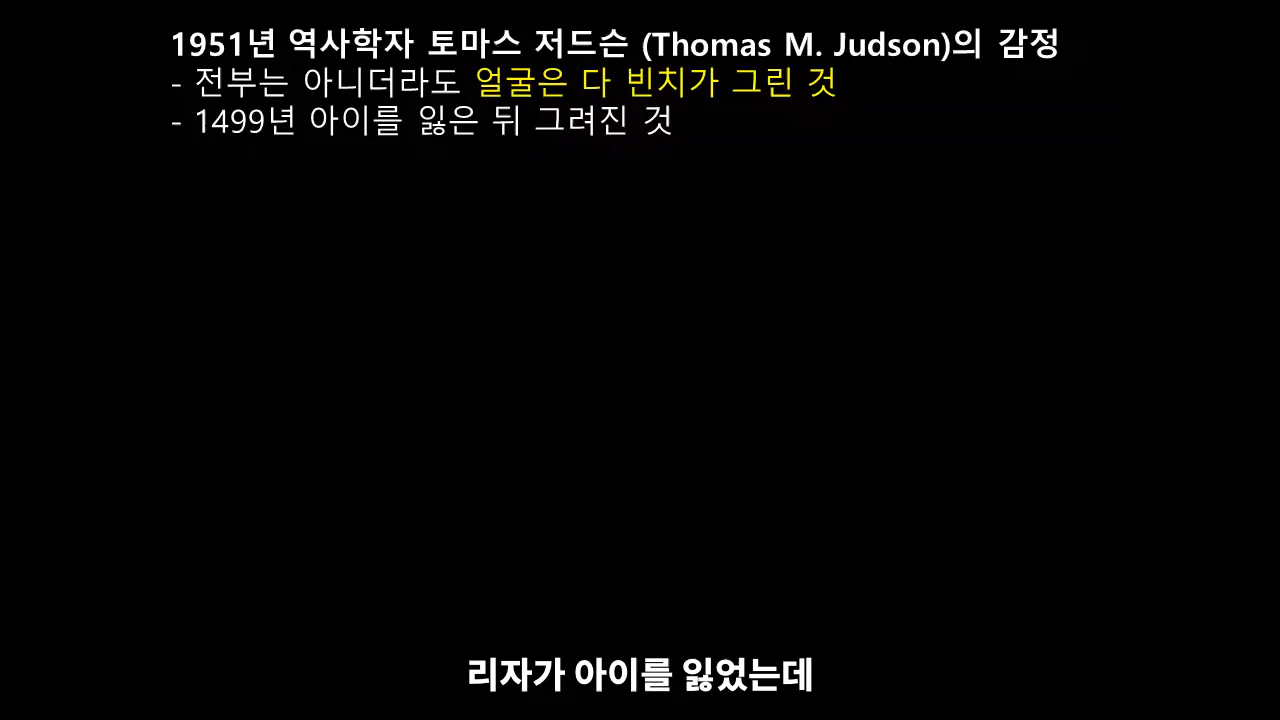 1951년 역사학자 토마스 저드슨 (Thomas M. Judson)의 감정
- 전부는 아니더라도 얼굴은 다 빈치가 그린 것
- 1499년 아이를 잃은 뒤 그려진 것
리자가 아이를 잃었는데